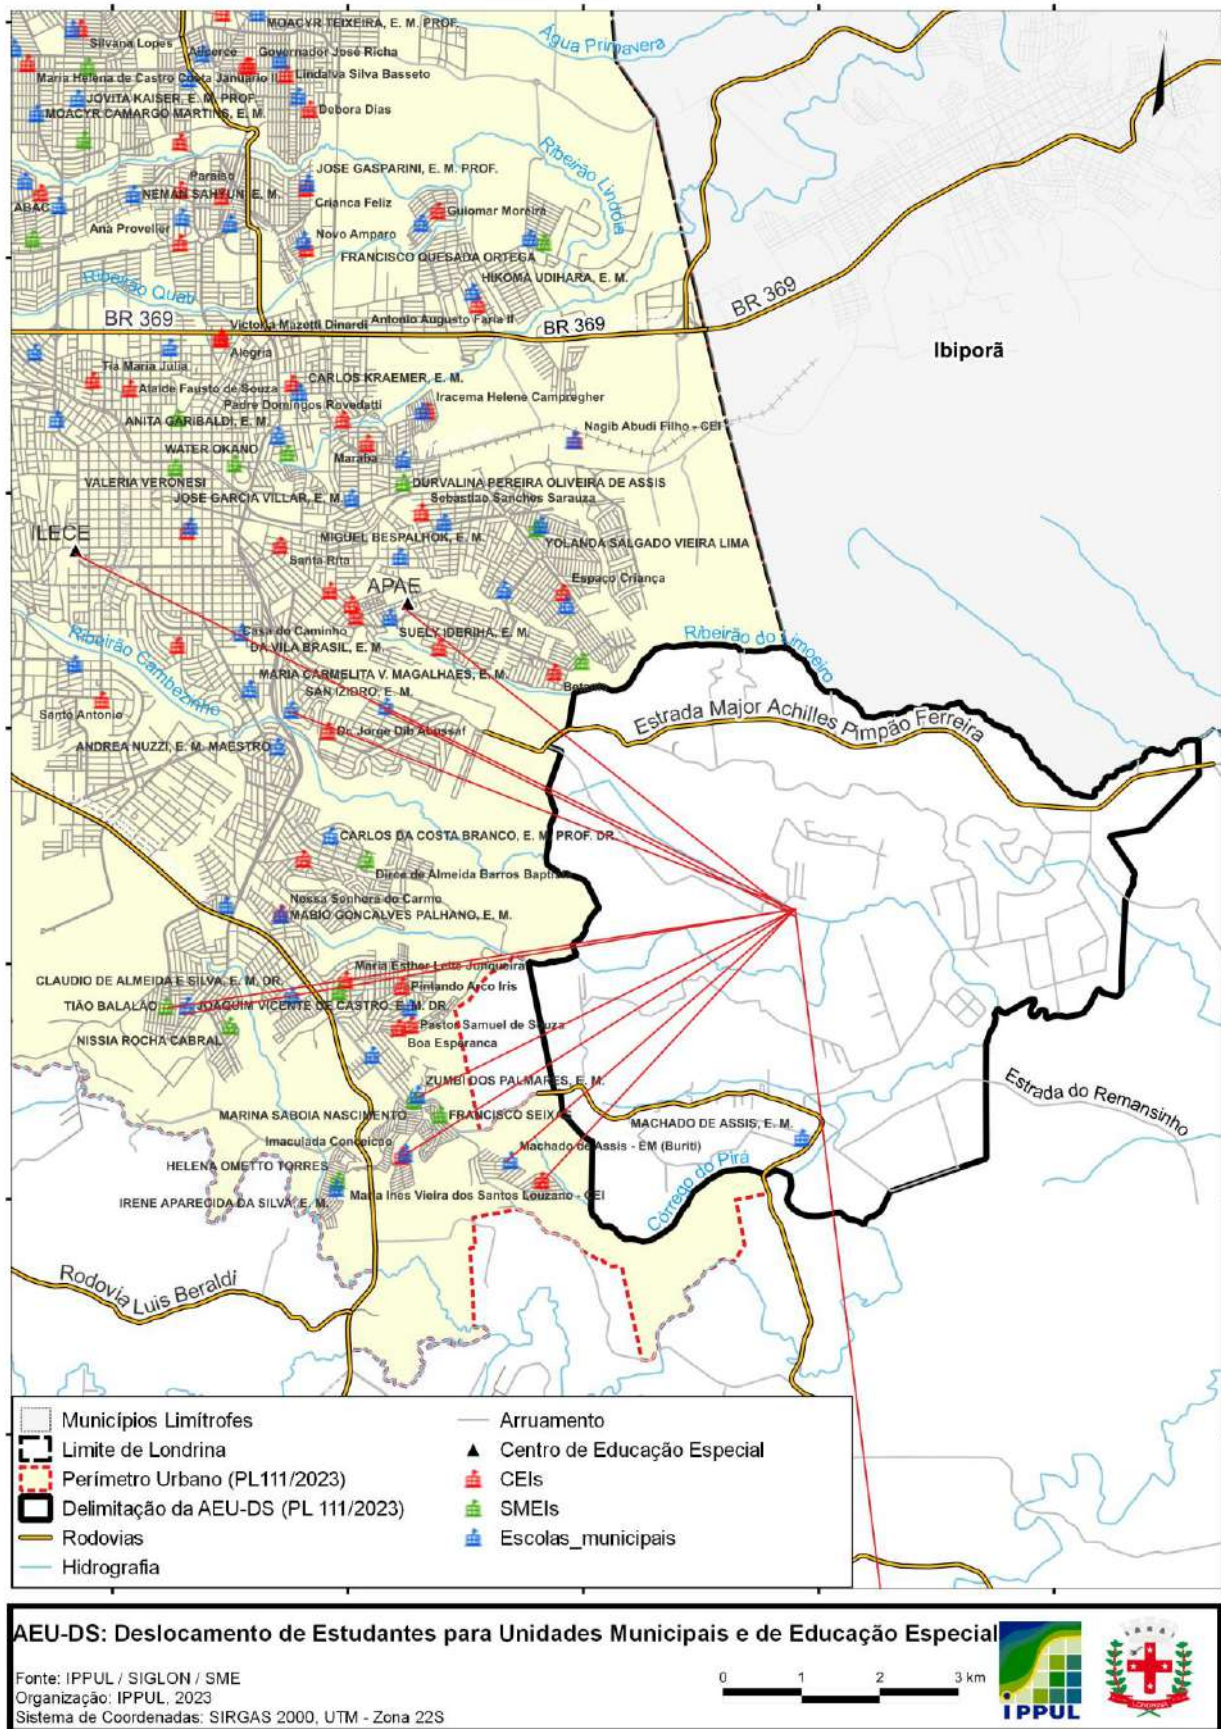 MOACYR TEIXEIRA, E. M. PROF.
Silvana Lopes
Alicerce
Governador José Richa
Água Primavera
Maria Helena de Castro Costa
Januario II
Lindalva Silva Basseto
JOVITA KAISER, E. M. PROF.
MOACYR CAMARGO MARTINS, E. M.
Debora Dias
Ribeirão Lindoia
JOSE GASPARINI, E. M. PROF.
Paraiso
NEMAN SAHYUN, E. M.
Crianca Feliz
Guiomar Moreira
ABAC
Ana Proveller
Novo Amparo
FRANCISCO QUESADA ORTEGA
HIKOMA UDIHARA, E. M.
Ribeirão Quati
BR 369
BR 369
BR 369
Victoria Mazetti Dinardi
Antonio Augusto Faria II
Ibiporã
Alegria
Tia Maria Julia
Ataide Fausto de Souza
CARLOS KRAEMER, E. M.
Padre Domingos Rovedatti
Iracema Helene Campregher
ANITA GARIBALDI, E. M.
Nagib Abudi Filho - CEI
WATER OKANO
Maraba
VALERIA VERONESI
DURVALINA PEREIRA OLIVEIRA DE ASSIS
JOSE GARCIA VILLAR, E. M.
Sebastiao Sanches Sarauza
ILECE
MIGUEL BESPALHOK, E. M.
YOLANDA SALGADO VIEIRA LIMA
Santa Rita
APAE
Espaço Criança
Ribeirão Cambezinho
Casa do Caminho
DA VILA BRASIL, E. M.
SUELY IDERIHA, E. M.
Ribeirão do Limoeiro
MARIA CARMELITA V. MAGALHAES, E. M.
SAN IZIDRO, E. M.
Santo Antonio
Dr. Jorge Dib Abussaf
Estrada Major Achilles Pimpão Ferreira
ANDREA NUZZI, E. M. MAESTRO
CARLOS DA COSTA BRANCO, E. M. PROF. DR.
Dirce de Almeida Barros
Nossa Senhora do Carmo
MABIO GONCALVES PALHANO, E. M.
Maria Esther Leite Junqueira
CLAUDIO DE ALMEIDA E SILVA, E. M. DR.
Pintando Arco Iris
TIÃO BALALÃO
JOAQUIM VICENTE DE CASTRO, E. M. DR.
Pastor Samuel de Souza
NISSIA ROCHA CABRAL
Boa Esperanca
ZUMBI DOS PALMARES, E. M.
Estrada do Remansinho
MARINA SABOIA NASCIMENTO
FRANCISCO SEIXAS
MACHADO DE ASSIS, E. M.
Imaculada Conceicao
Machado de Assis - EM (Buriti)
HELENA OMETTO TORRES
Córrego do Pirá
Maria Ines Vieira dos Santos Louzano - CEI
IRENE APARECIDA DA SILVA, E. M.
Rodovia Luis Beraldi
Municípios Limítrofes
Limite de Londrina
Perímetro Urbano (PL111/2023)
Delimitação da AEU-DS (PL 111/2023)
Rodovias
Hidrografia
Arruamento
Centro de Educação Especial
CEIs
SMEIs
Escolas_municipais
AEU-DS: Deslocamento de Estudantes para Unidades Municipais e de Educação Especial
Fonte: IPPUL / SIGLON / SME
Organização: IPPUL, 2023
Sistema de Coordenadas: SIRGAS 2000, UTM - Zona 22S
0 1 2 3 km
IPPUL
LONDRINA